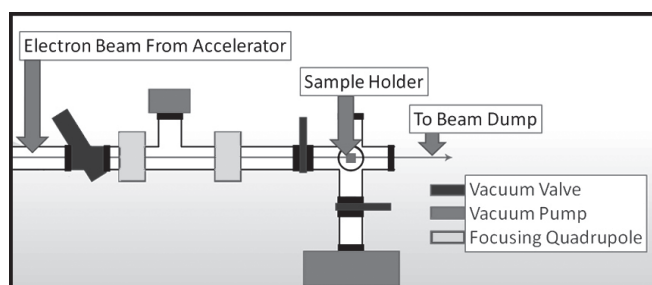 Electron Beam From Accelerator
Sample Holder
To Beam Dump
Vacuum Valve
Vacuum Pump
Focusing Quadrupole